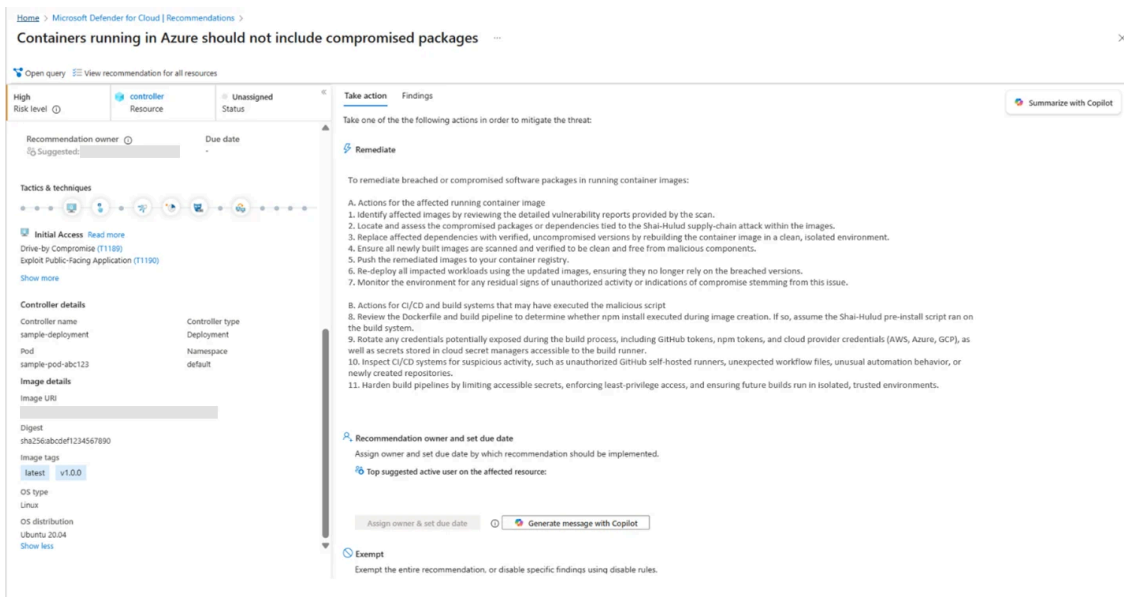 Home > Microsoft Defender for Cloud | Recommendations >
Containers running in Azure should not include compromised packages ...
Open query View recommendation for all resources
High
Risk level
controller
Resource
Unassigned
Status
Recommendation owner
Suggested:
Due date
-
Tactics & techniques
Initial Access Read more
Drive-by Compromise (T1189)
Exploit Public-Facing Application (T1190)
Show more
Controller details
Controller name
Controller type
sample-deployment
Deployment
Pod
Namespace
sample-pod-abc123
default
Image details
Image URI
Digest
sha256:abcdef1234567890
Image tags
latest v1.0.0
OS type
Linux
OS distribution
Ubuntu 20.04
Show less
Take action Findings
Summarize with Copilot
Take one of the the following actions in order to mitigate the threat:
Remediate
To remediate breached or compromised software packages in running container images:
A. Actions for the affected running container image
1. Identify affected images by reviewing the detailed vulnerability reports provided by the scan.
2. Locate and assess the compromised packages or dependencies tied to the Shai-Hulud supply-chain attack within the images.
3. Replace affected dependencies with verified, uncompromised versions by rebuilding the container image in a clean, isolated environment.
4. Ensure all newly built images are scanned and verified to be clean and free from malicious components.
5. Push the remediated images to your container registry.
6. Re-deploy all impacted workloads using the updated images, ensuring they no longer rely on the breached versions.
7. Monitor the environment for any residual signs of unauthorized activity or indications of compromise stemming from this issue.
B. Actions for CI/CD and build systems that may have executed the malicious script
8. Review the Dockerfile and build pipeline to determine whether npm install executed during image creation. If so, assume the Shai-Hulud pre-install script ran on
the build system.
9. Rotate any credentials potentially exposed during the build process, including GitHub tokens, npm tokens, and cloud provider credentials (AWS, Azure, GCP), as
well as secrets stored in cloud secret managers accessible to the build runner.
10. Inspect CI/CD systems for suspicious activity, such as unauthorized GitHub self-hosted runners, unexpected workflow files, unusual automation behavior, or
newly created repositories.
11. Harden build pipelines by limiting accessible secrets, enforcing least-privilege access, and ensuring future builds run in isolated, trusted environments.
Recommendation owner and set due date
Assign owner and set due date by which recommendation should be implemented.
Top suggested active user on the affected resource:
Assign owner & set due date
Generate message with Copilot
Exempt
Exempt the entire recommendation, or disable specific findings using disable rules.